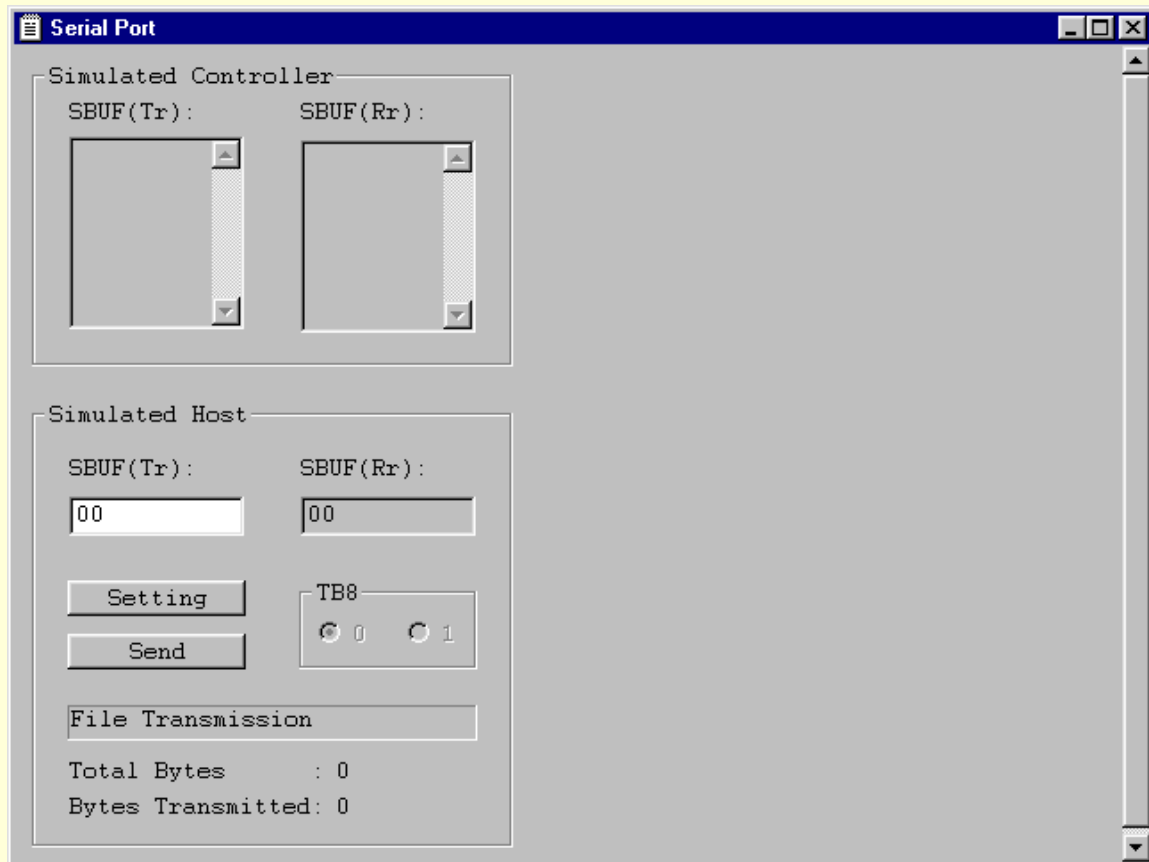 Serial Port
Simulated Controller
SBUF(Tr): SBUF(Rr):
Simulated Host
SBUF(Tr): SBUF(Rr):
00 00
Setting
TB8
0 1
Send
File Transmission
Total Bytes : 0
Bytes Transmitted: 0